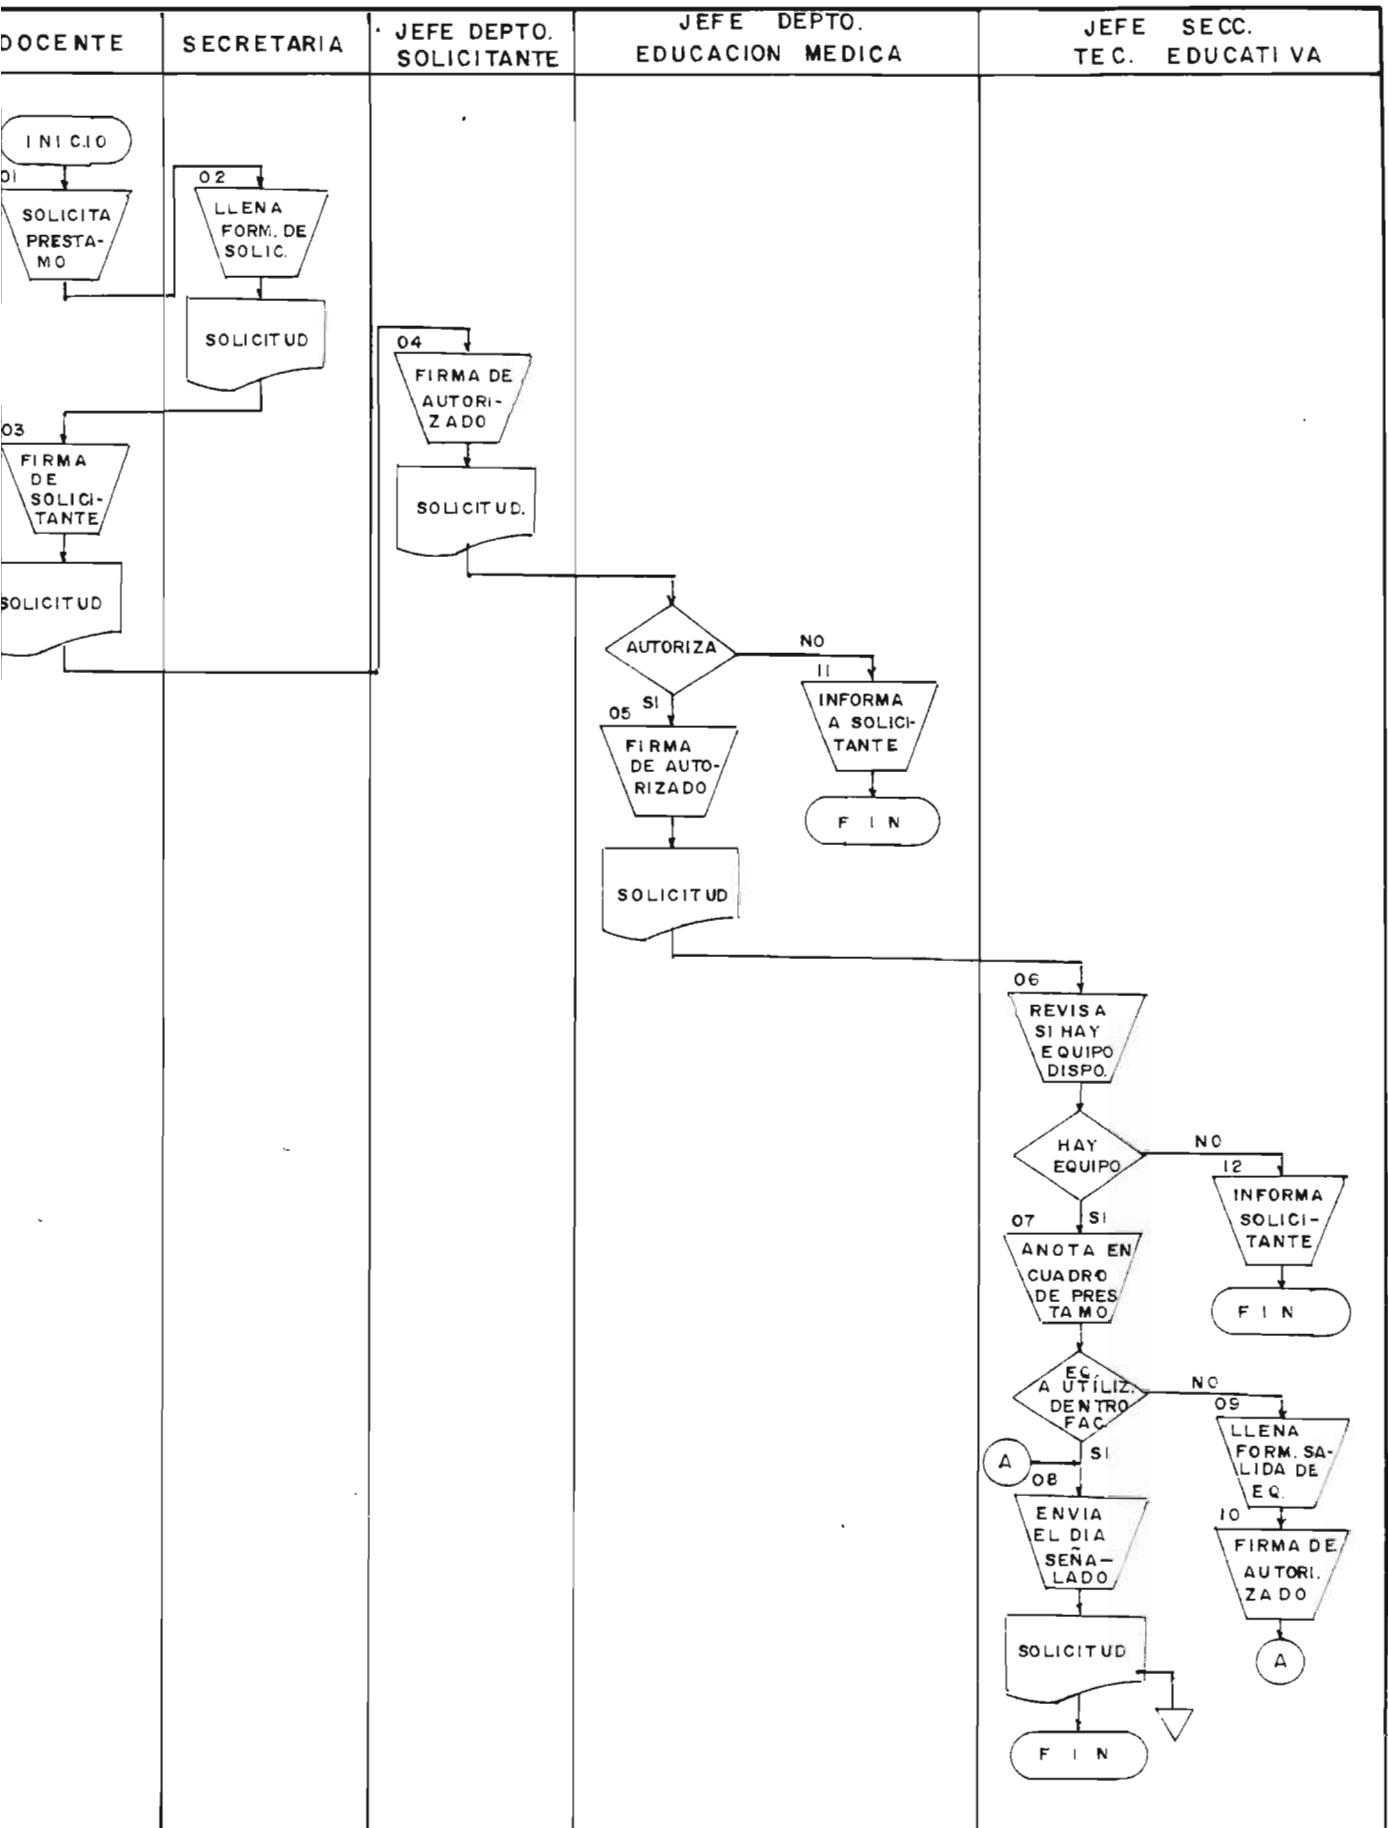 DOCENTE
SECRETARIA
JEFE DEPTO.
SOLICITANTE
JEFE DEPTO.
EDUCACION MEDICA
JEFE SECC.
TEC. EDUCATIVA
INICIO
01
SOLICITA
PRESTA-
MO
02
LLENA
FORM. DE
SOLIC.
SOLICITUD
03
FIRMA
DE
SOLICI-
TANTE
SOLICITUD
04
FIRMA DE
AUTORI-
ZADO
SOLICITUD.
AUTORIZA
NO
SI
05
FIRMA
DE AUTO-
RIZADO
SOLICITUD
11
INFORMA
A SOLICI-
TANTE
FIN
06
REVISA
SI HAY
EQUIPO
DISPO.
HAY
EQUIPO
NO
SI
12
INFORMA
SOLICI-
TANTE
FIN
07
ANOTA EN
CUADRO
DE PRES
TAMO
EQ.
A UTILIZ.
DENTRO
FAC.
NO
SI
A
08
ENVIA
EL DIA
SEÑA-
LADO
SOLICITUD
FIN
09
LLENA
FORM. SA-
LIDA DE
EQ.
10
FIRMA DE
AUTORI.
ZADO
A